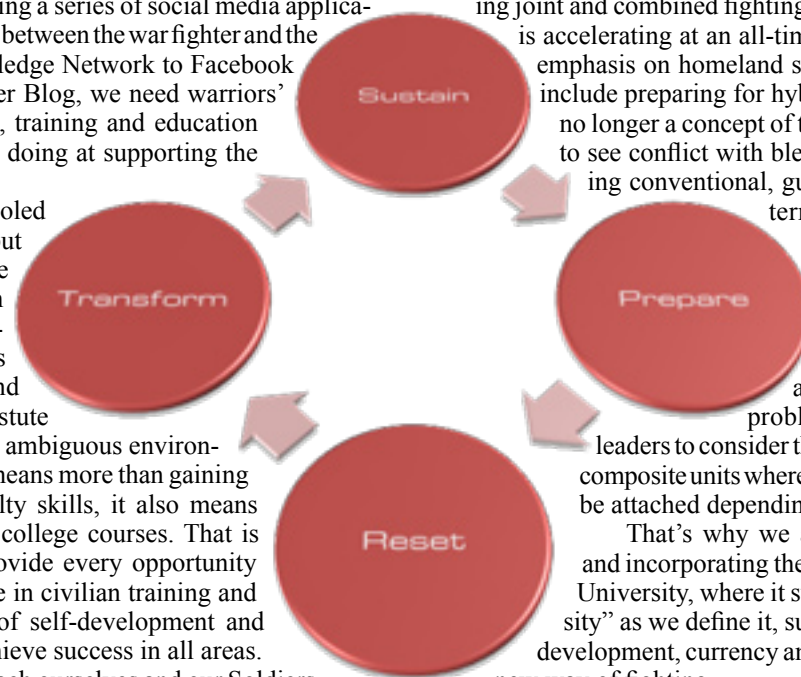 ing a series of social media applica-
between the war fighter and the
ledge Network to Facebook
er Blog, we need warriors’
, training and education
doing at supporting the
oled
out
e
n
-
s
nd
stute
ambiguous environ-
means more than gaining
lty skills, it also means
college courses. That is
ovide every opportunity
e in civilian training and
of self-development and
hieve success in all areas.
ourselves and our Soldiers
Sustain
Transform
Prepare
Reset
ing joint and combined fighting
is accelerating at an all-tim
emphasis on homeland s
include preparing for hyb
no longer a concept of t
to see conflict with ble
ing conventional, gu
terr
a
probl
leaders to consider th
composite units where
be attached dependin
That’s why we a
and incorporating the
University, where it s
sity” as we define it, su
development, currency an
new way of fighting